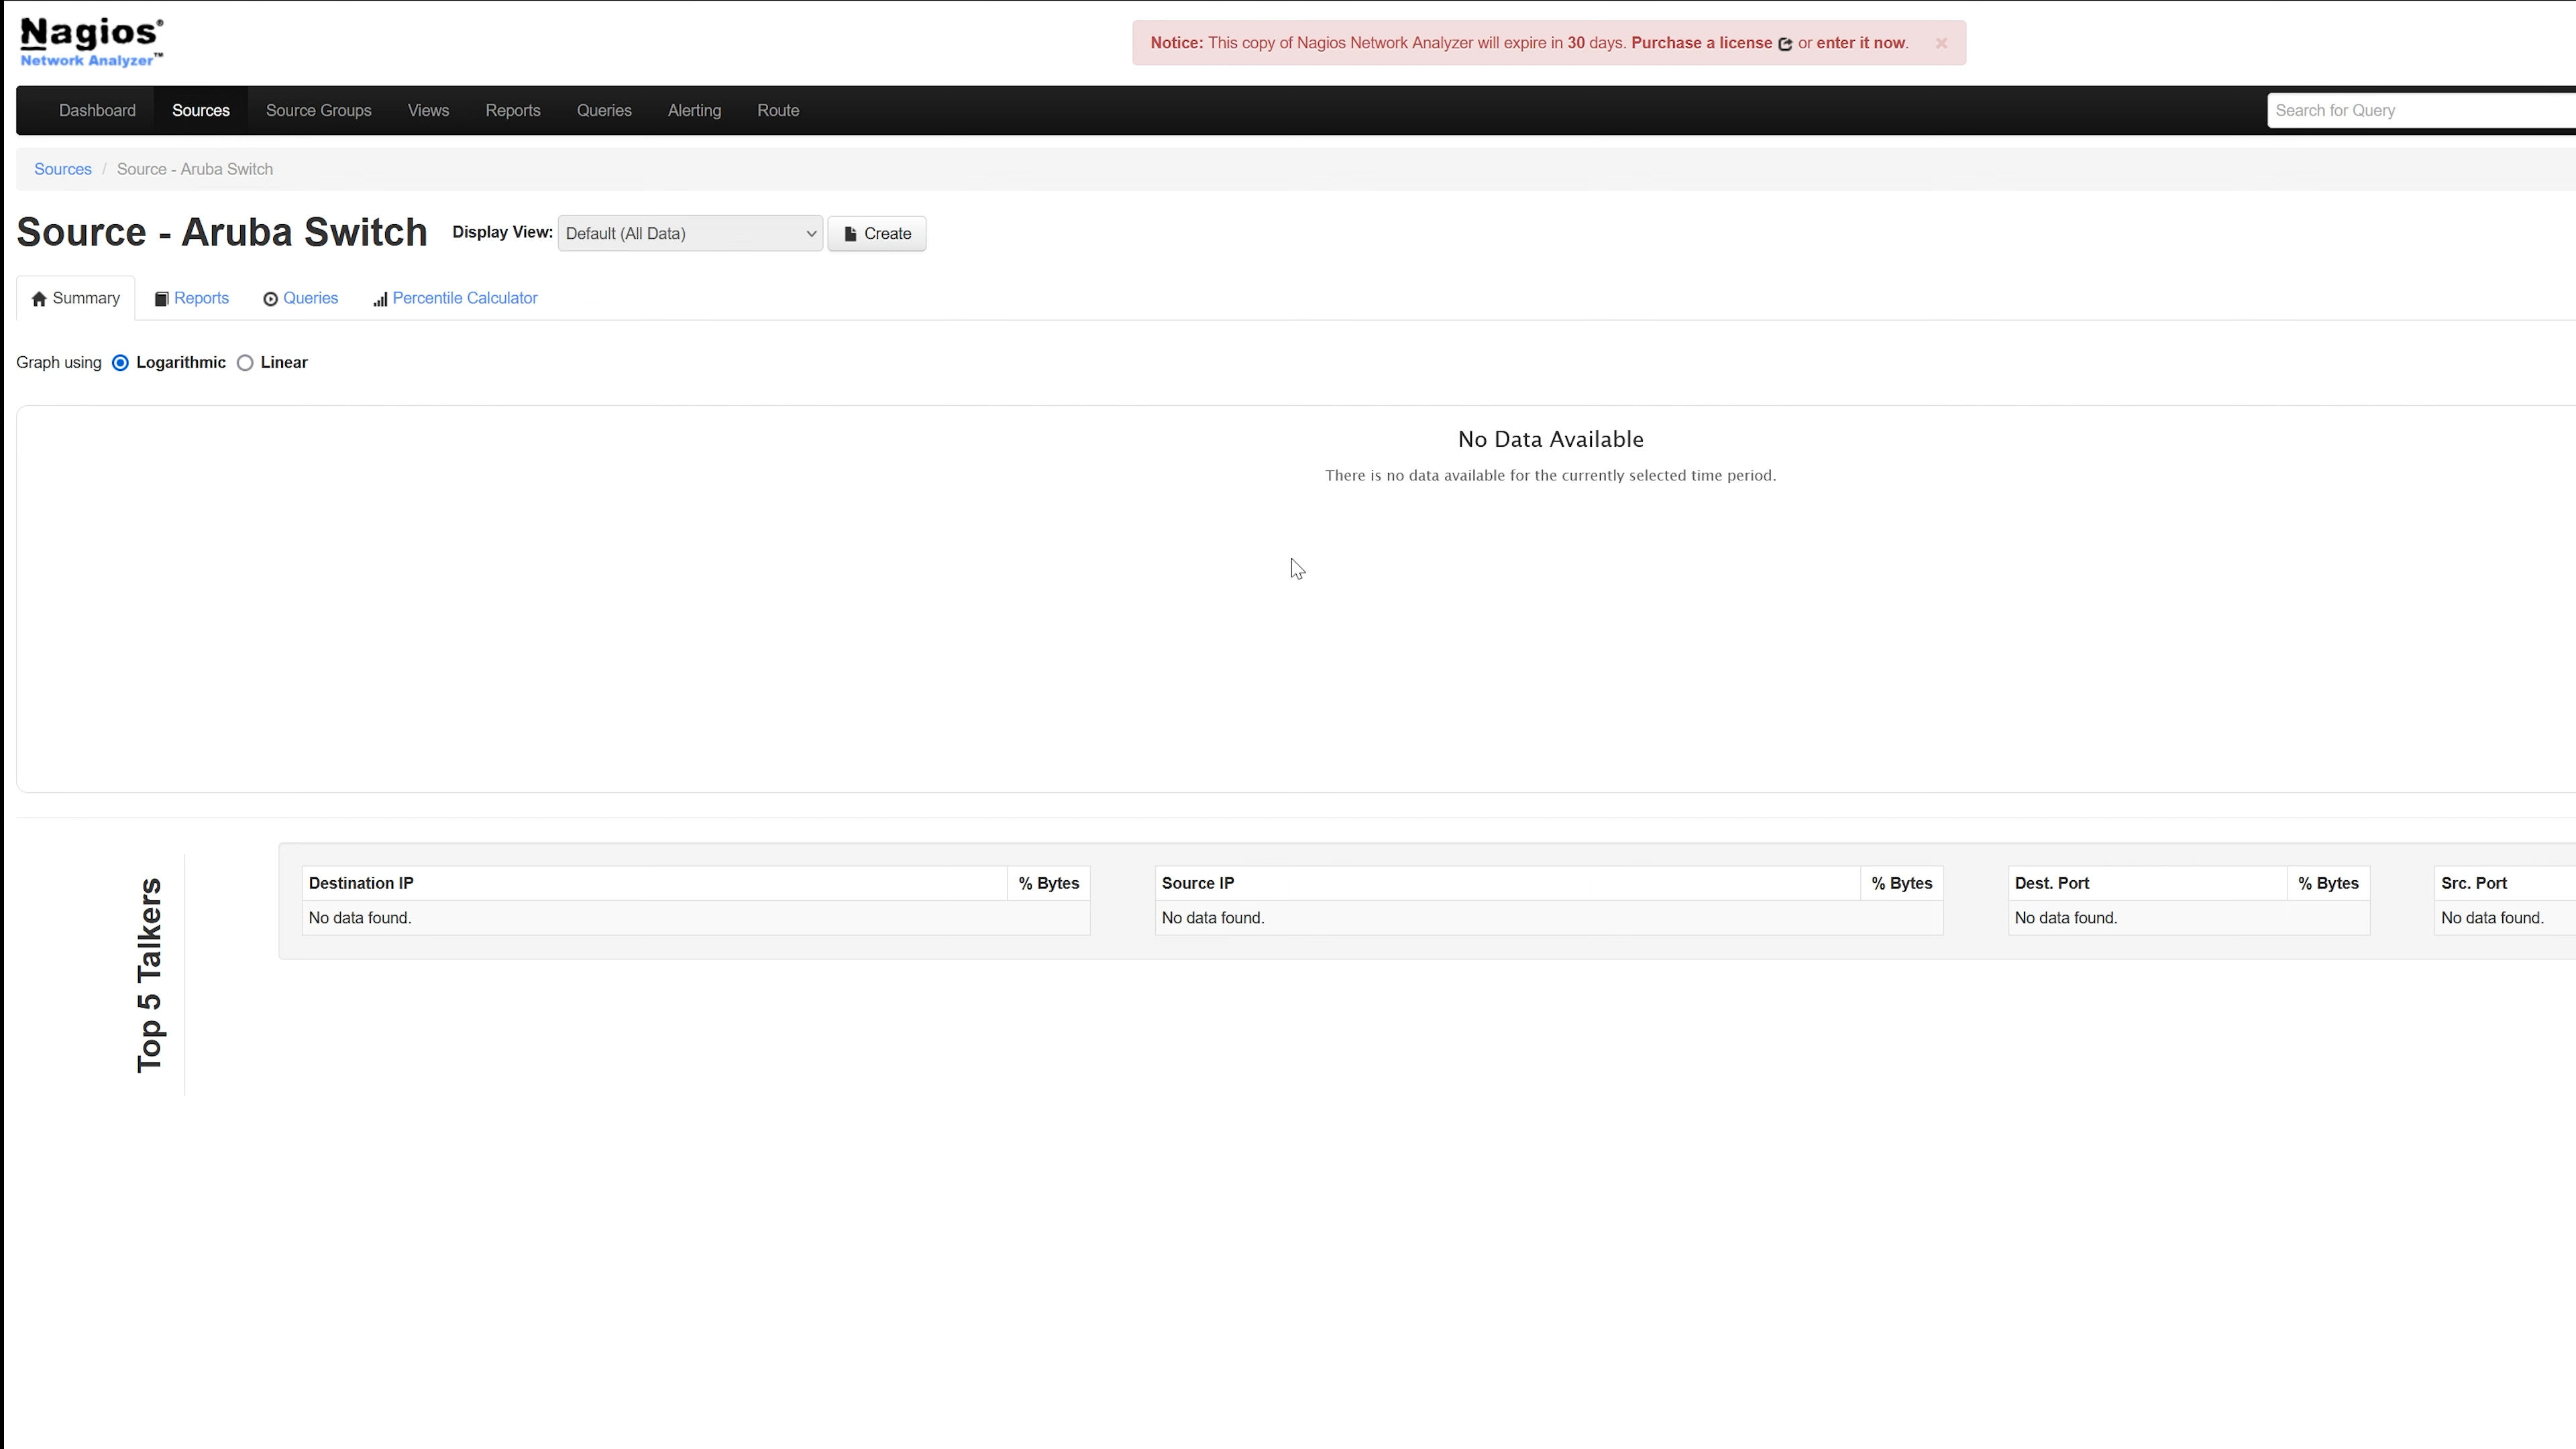 Nagios®
Network Analyzer™
Notice: This copy of Nagios Network Analyzer will expire in 30 days. Purchase a license or enter it now. ×
Dashboard Sources Source Groups Views Reports Queries Alerting Route Search for Query
Sources / Source - Aruba Switch
Source - Aruba Switch Display View: Default (All Data) Create
Summary Reports Queries Percentile Calculator
Graph using Logarithmic Linear
No Data Available
There is no data available for the currently selected time period.
Top 5 Talkers
Destination IP % Bytes Source IP % Bytes Dest. Port % Bytes Src. Port
No data found. No data found. No data found. No data found.